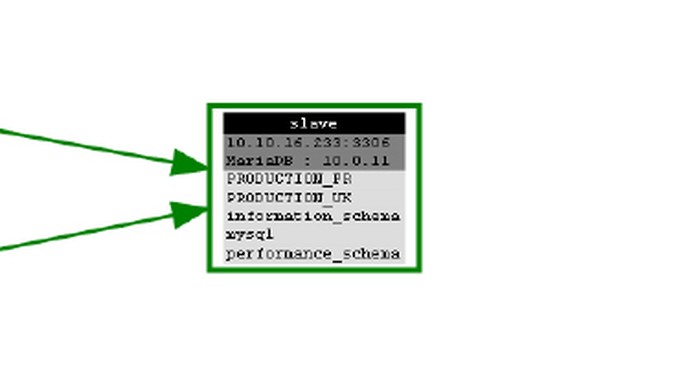 slave
10.10.16.233:3306
MariaDB : 10.0.11
PRODUCTION_FR
PRODUCTION_UK
information_schema
mysql
performance_schema